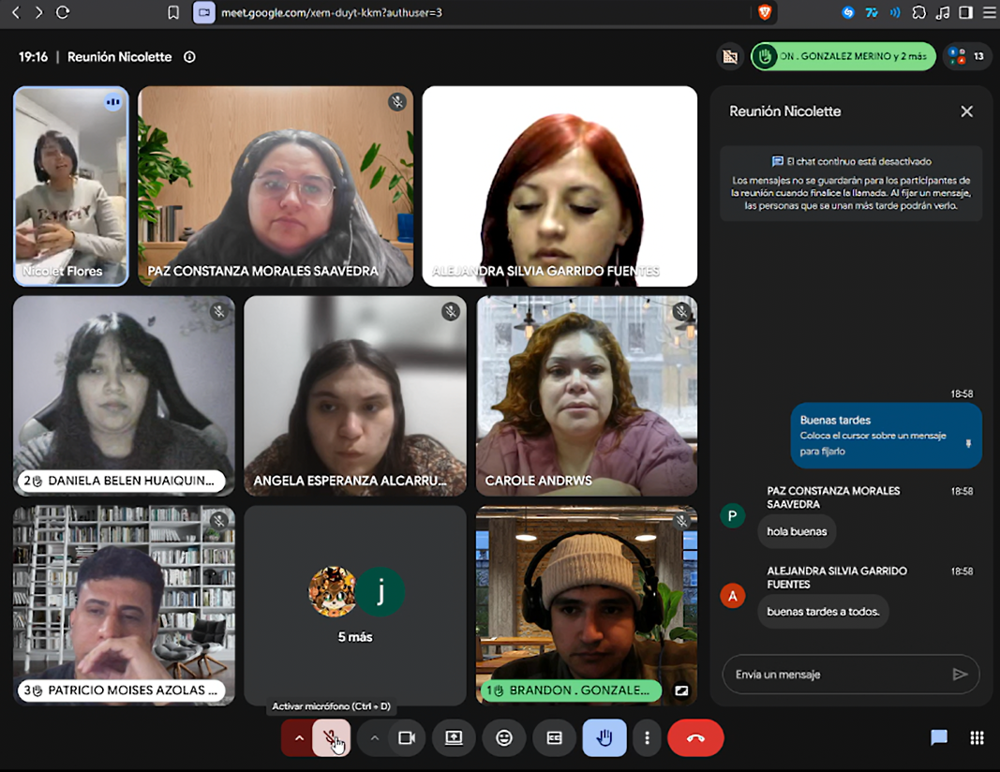 meet.google.com/xem-duyt-kkm?authuser=3
19:16 | Reunión Nicolette
ON . GONZALEZ MERINO y 2 más
13
Nicolet Flores
PAZ CONSTANZA MORALES SAAVEDRA
ALEJANDRA SILVIA GARRIDO FUENTES
2 DANIELA BELEN HUAIQUIN...
ANGELA ESPERANZA ALCARRU...
CAROLE ANDRWS
3 PATRICIO MOISES AZOLAS ...
j
5 más
1 BRANDON . GONZALE...
Activar micrófono (Ctrl + D)
Reunión Nicolette
El chat continuo está desactivado
Los mensajes no se guardarán para los participantes de
la reunión cuando finalice la llamada. Al fijar un mensaje,
las personas que se unan más tarde podrán verlo.
18:58
Buenas tardes
Coloca el cursor sobre un mensaje
para fijarlo
PAZ CONSTANZA MORALES
SAAVEDRA
18:58
P
hola buenas
ALEJANDRA SILVIA GARRIDO
FUENTES
18:58
A
buenas tardes a todos.
Envía un mensaje